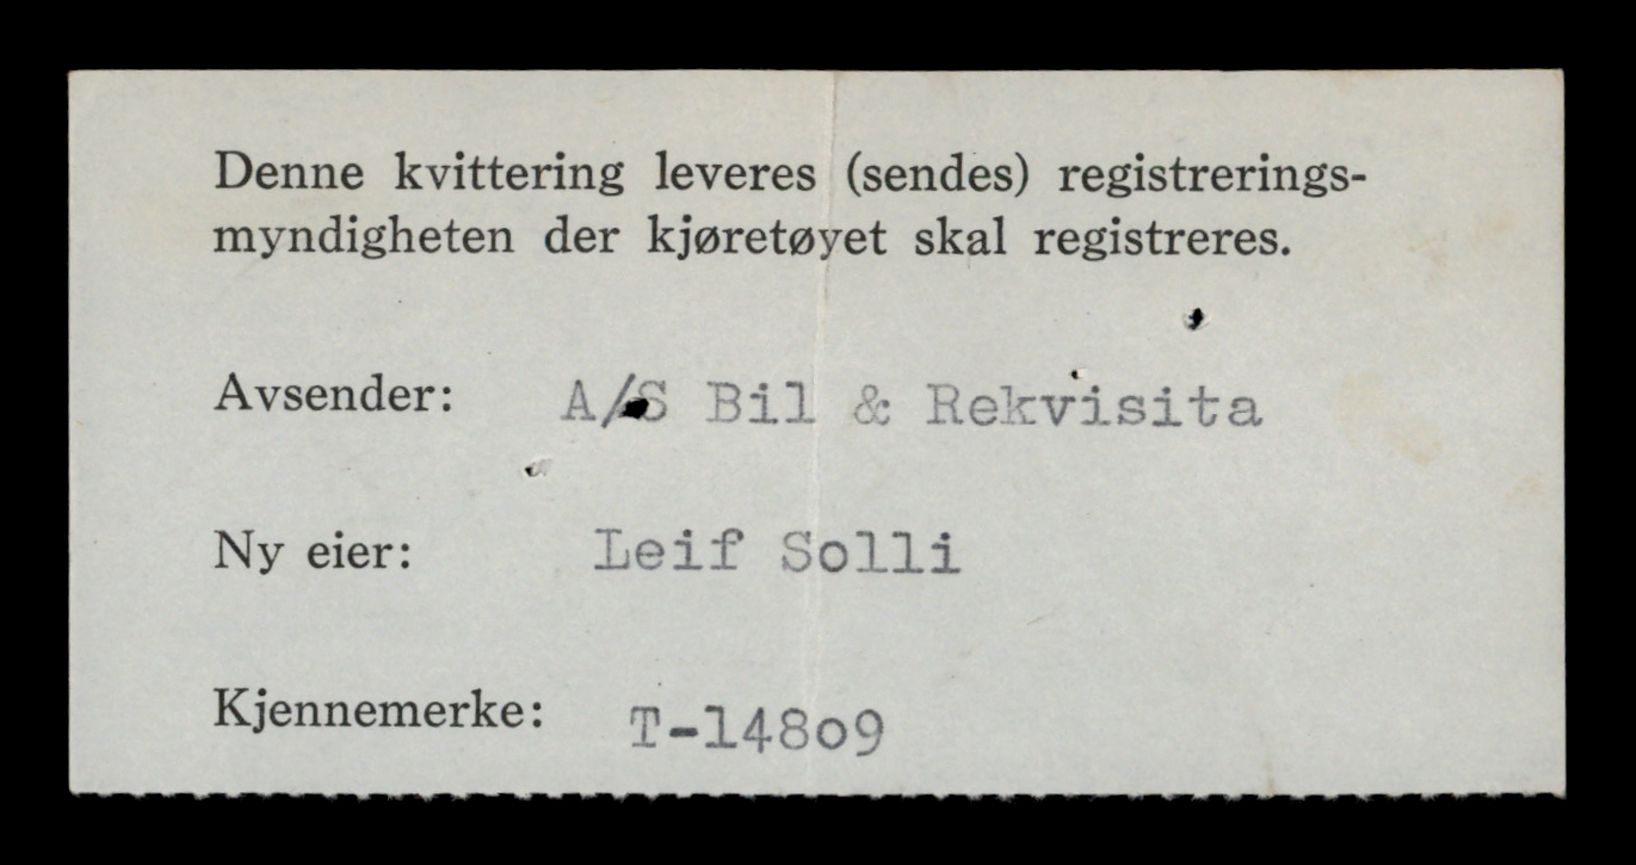 Denne kvittering leveres (sendes) registrerings-
myndigheten der kjøretøyet skal registreres.
Avsender: A/S Bil & Rekvisita
Ny eier: Leif Solli
Kjennemerke: T-14809